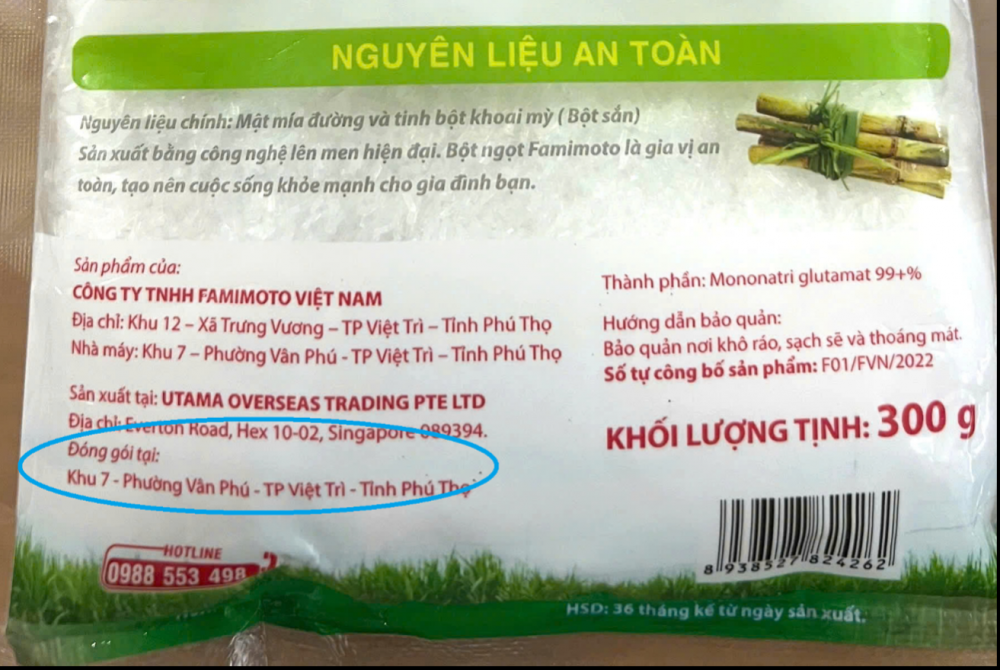 NGUYÊN LIỆU AN TOÀN
Nguyên liệu chính: Mật mía đường và tinh bột khoai mỳ ( Bột sắn)
Sản xuất bằng công nghệ lên men hiện đại. Bột ngọt Famimoto là gia vị an
toàn, tạo nên cuộc sống khỏe mạnh cho gia đình bạn.
Sản phẩm của:
CÔNG TY TNHH FAMIMOTO VIỆT NAM
Địa chỉ: Khu 12 – Xã Trưng Vương – TP Việt Trì – Tỉnh Phú Thọ
Nhà máy: Khu 7 – Phường Vân Phú - TP Việt Trì – Tỉnh Phú Thọ
Sản xuất tại: UTAMA OVERSEAS TRADING PTE LTD
Địa chỉ: Everton Road, Hex 10-02, Singapore 089394.
Đóng gói tại:
Khu 7 - Phường Vân Phú - TP Việt Trì - Tỉnh Phú Thọ
HOTLINE
0988 553 498
Thành phần: Mononatri glutamat 99+%
Hướng dẫn bảo quản:
Bảo quản nơi khô ráo, sạch sẽ và thoáng mát.
Số tự công bố sản phẩm: F01/FVN/2022
KHỐI LƯỢNG TỊNH: 300 g
8 938527 824262
HSD: 36 tháng kể từ ngày sản xuất.